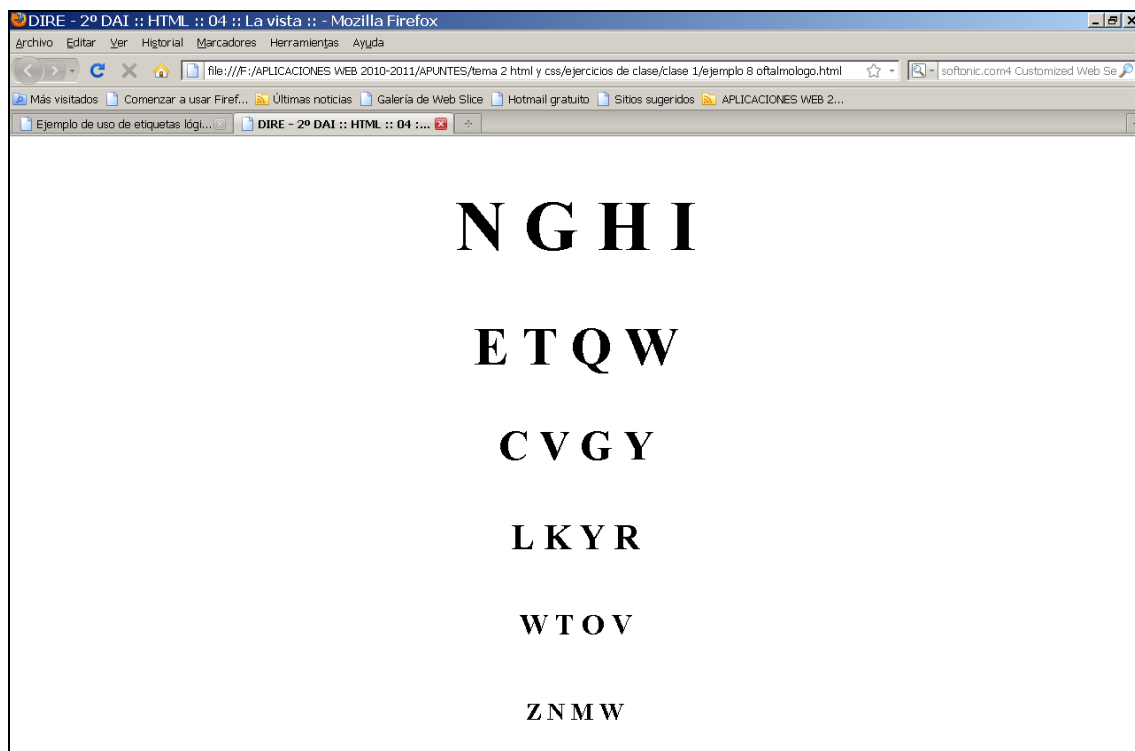 DIRE - 2º DAI :: HTML :: 04 :: La vista :: - Mozilla Firefox
Archivo Editar Ver Historial Marcadores Herramientas Ayuda
file:///F:/APLICACIONES WEB 2010-2011/APUNTES/tema 2 html y css/ejercicios de clase/clase 1/ejemplo 8 oftalmologo.html softonic.com4 Customized Web Se
Más visitados Comenzar a usar Firef... Últimas noticias Galería de Web Slice Hotmail gratuito Sitios sugeridos APLICACIONES WEB 2...
Ejemplo de uso de etiquetas lógi... DIRE - 2º DAI :: HTML :: 04 :...
N G H I
E T Q W
C V G Y
L K Y R
W T O V
Z N M W